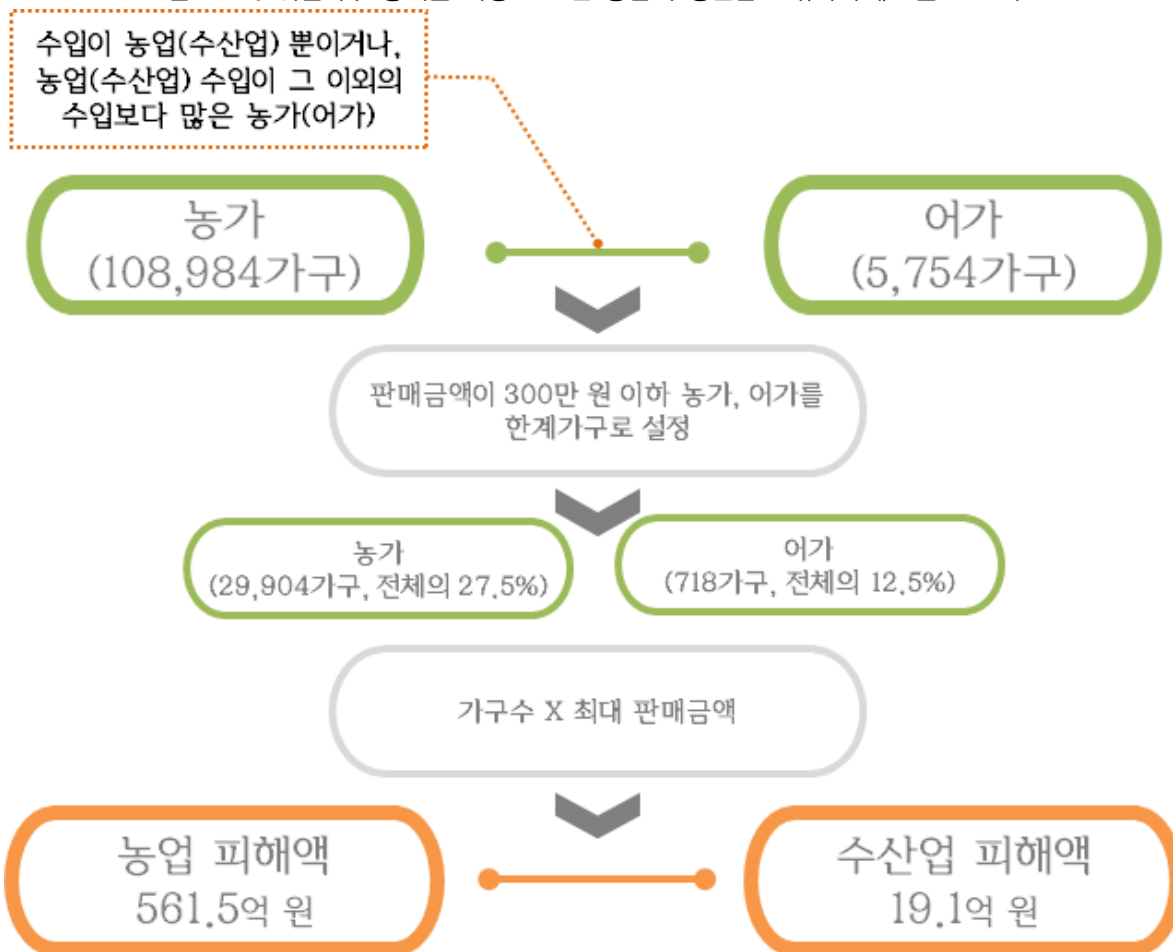 수입이 농업(수산업) 뿐이거나,
농업(수산업) 수입이 그 이외의
수입보다 많은 농가(어가)
농가
(108,984가구)
어가
(5,754가구)
판매금액이 300만 원 이하 농가, 어가를
한계가구로 설정
농가
(29,904가구, 전체의 27.5%)
어가
(718가구, 전체의 12.5%)
가구수 X 최대 판매금액
농업 피해액
561.5억 원
수산업 피해액
19.1억 원